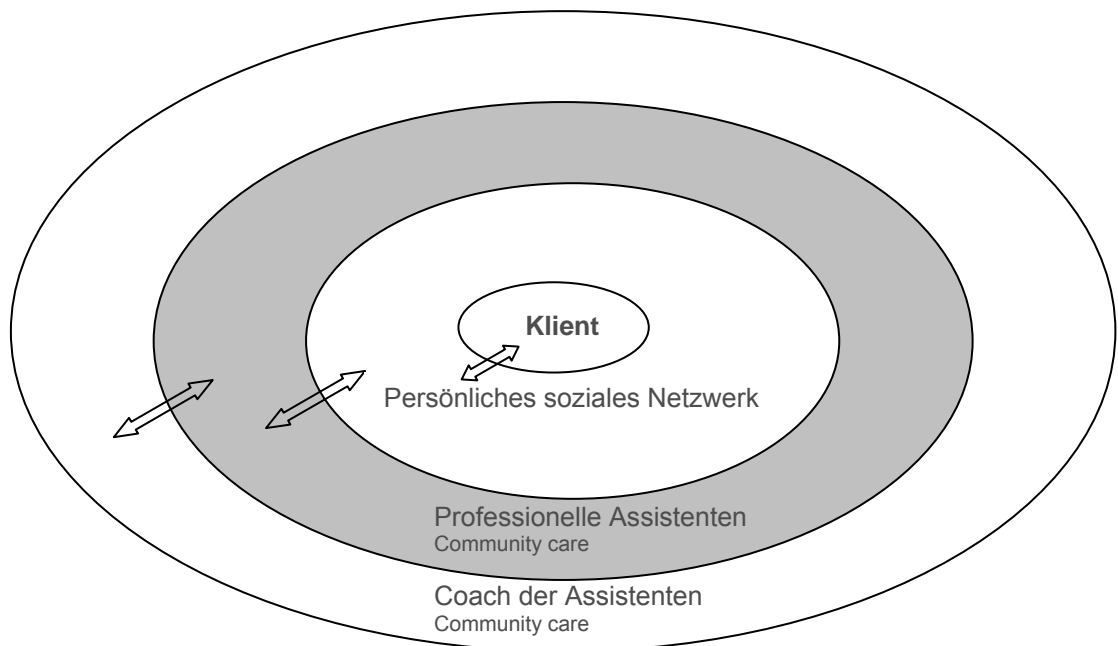 Klient
Persönliches soziales Netzwerk
Professionelle Assistenten
Community care
Coach der Assistenten
Community care